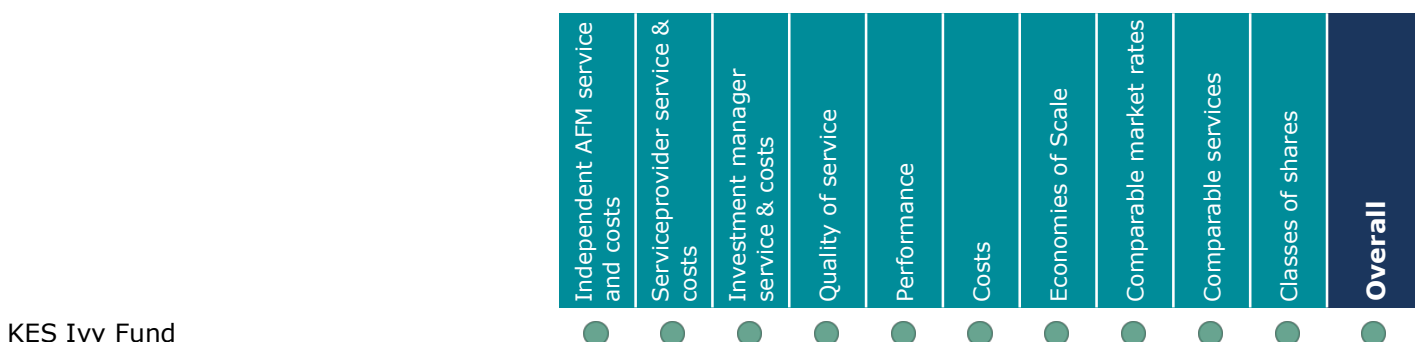 Independent AFM service
and costs
Serviceprovider service &
costs
Investment manager
service & costs
Quality of service
Performance
Costs
Economies of Scale
Comparable market rates
Comparable services
Classes of shares
Overall
KES Ivy Fund